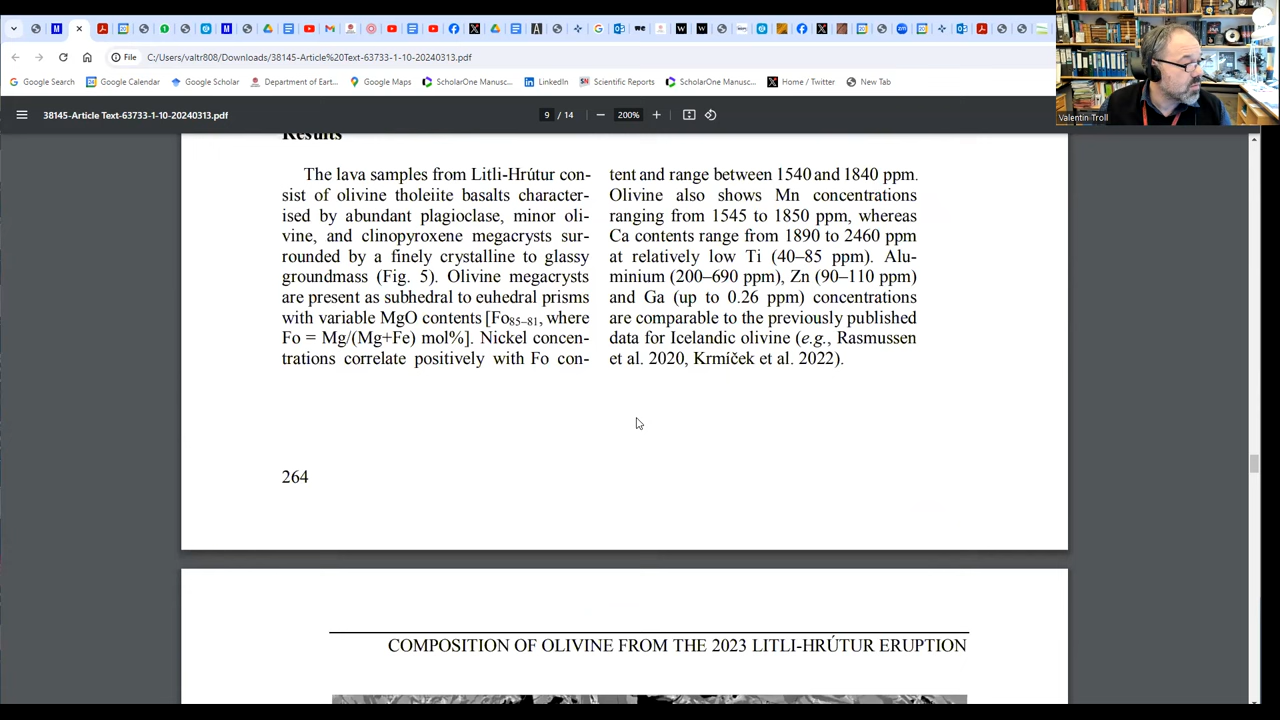 File
C:/Users/valtr808/Downloads/38145-Article%20Text-63733-1-10-20240313.pdf
Google Search
Google Calendar
Google Scholar
Department of Eart...
Google Maps
ScholarOne Manusc...
LinkedIn
Scientific Reports
ScholarOne Manusc...
Home / Twitter
New Tab
Valentin Troll
38145-Article Text-63733-1-10-20240313.pdf
9 / 14
200%
Results
The lava samples from Litli-Hrútur con-
sist of olivine tholeiite basalts character-
ised by abundant plagioclase, minor oli-
vine, and clinopyroxene megacrysts sur-
rounded by a finely crystalline to glassy
groundmass (Fig. 5). Olivine megacrysts
are present as subhedral to euhedral prisms
with variable MgO contents [Fo85–81, where
Fo = Mg/(Mg+Fe) mol%]. Nickel concen-
trations correlate positively with Fo con-
tent and range between 1540 and 1840 ppm.
Olivine also shows Mn concentrations
ranging from 1545 to 1850 ppm, whereas
Ca contents range from 1890 to 2460 ppm
at relatively low Ti (40–85 ppm). Alu-
minium (200–690 ppm), Zn (90–110 ppm)
and Ga (up to 0.26 ppm) concentrations
are comparable to the previously published
data for Icelandic olivine (e.g., Rasmussen
et al. 2020, Krmíček et al. 2022).
264
COMPOSITION OF OLIVINE FROM THE 2023 LITLI-HRÚTUR ERUPTION